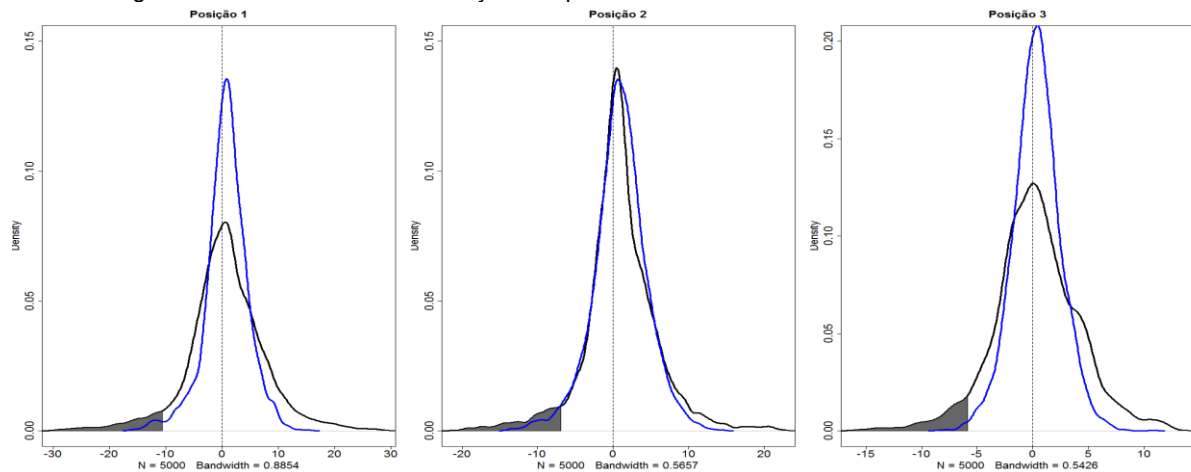 Posição 1
0.15
0.10
Density
0.05
0.00
-30 -20 -10 0 10 20 30
N = 5000 Bandwidth = 0.8854
Posição 2
0.15
0.10
Density
0.05
0.00
-20 -10 0 10 20
N = 5000 Bandwidth = 0.5657
Posição 3
0.20
0.15
Density
0.10
0.05
0.00
-15 -10 -5 0 5 10
N = 5000 Bandwidth = 0.5426